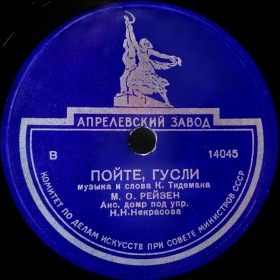 АПРЕЛЕВСКИЙ ЗАВОД
В 14045
ПОЙТЕ, ГУСЛИ
музыка и слова К. Тидемана
М. О. РЕЙЗЕН
Анс. домр под упр.
Н.Н.Некрасова
КОМИТЕТ ПО ДЕЛАМ ИСКУССТВ ПРИ СОВЕТЕ МИНИСТРОВ СССР